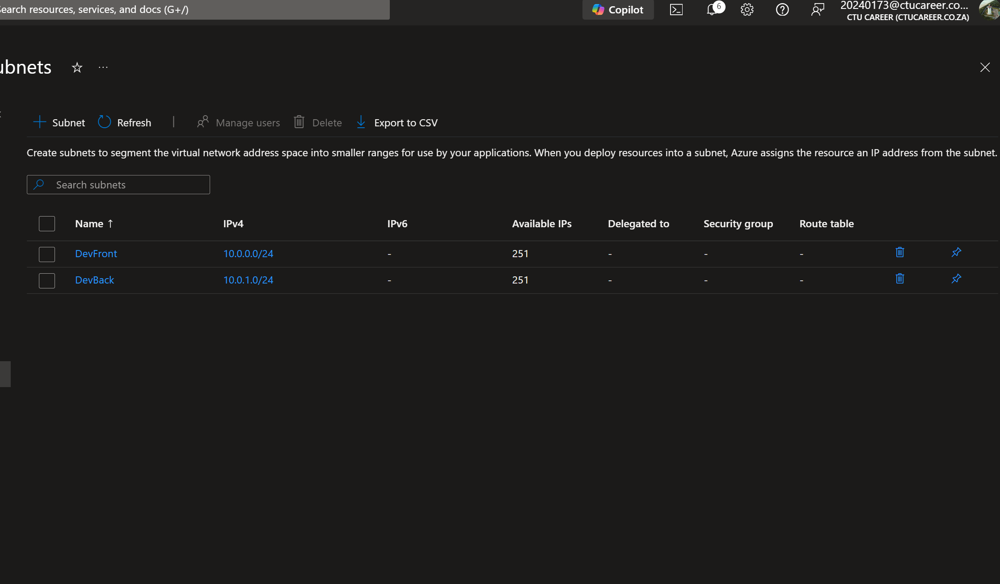 Search resources, services, and docs (G+/)
Copilot
6
20240173@ctucareer.co...
CTU CAREER (CTUCAREER.CO.ZA)
ubnets
Subnet Refresh | Manage users Delete Export to CSV
Create subnets to segment the virtual network address space into smaller ranges for use by your applications. When you deploy resources into a subnet, Azure assigns the resource an IP address from the subnet.
Search subnets
Name ↑ IPv4 IPv6 Available IPs Delegated to Security group Route table
DevFront 10.0.0.0/24 - 251 - - -
DevBack 10.0.1.0/24 - 251 - - -